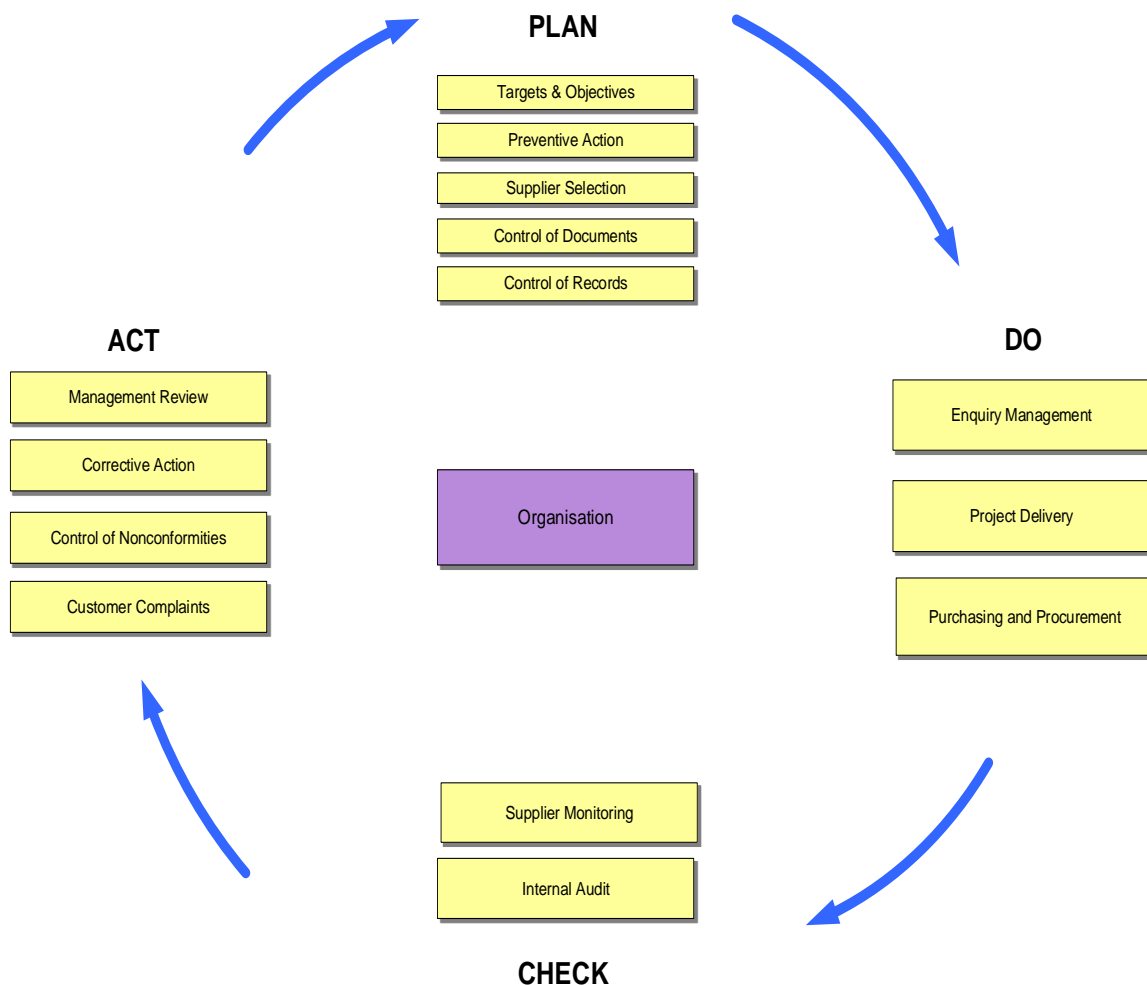 PLAN
Targets & Objectives
Preventive Action
Supplier Selection
Control of Documents
Control of Records
ACT
Management Review
Corrective Action
Control of Nonconformities
Customer Complaints
Organisation
DO
Enquiry Management
Project Delivery
Purchasing and Procurement
Supplier Monitoring
Internal Audit
CHECK